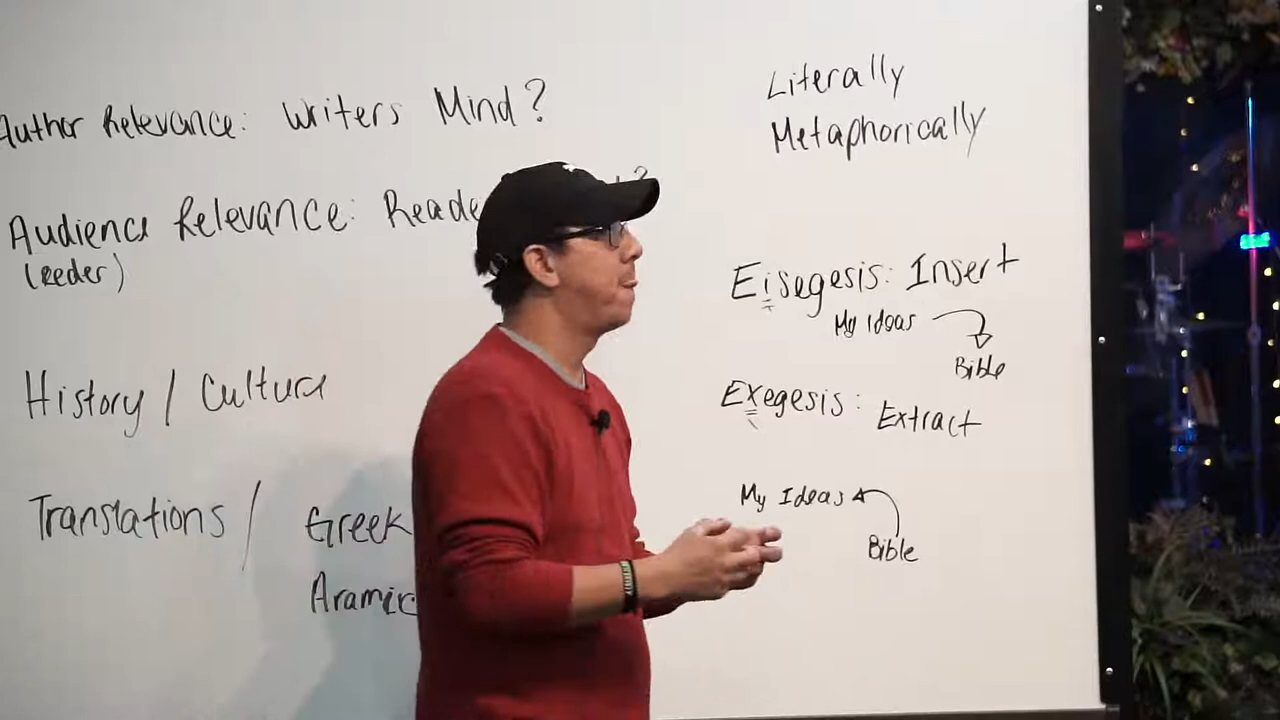 Author Relevance: Writers Mind?
Audience Relevance: Reade
(reder)
History / Culture
Translations / Greek
Aramic
Literally
Metaphorically
Eisegesis: Insert
My Ideas
Bible
Exegesis: Extract
My Ideas
Bible